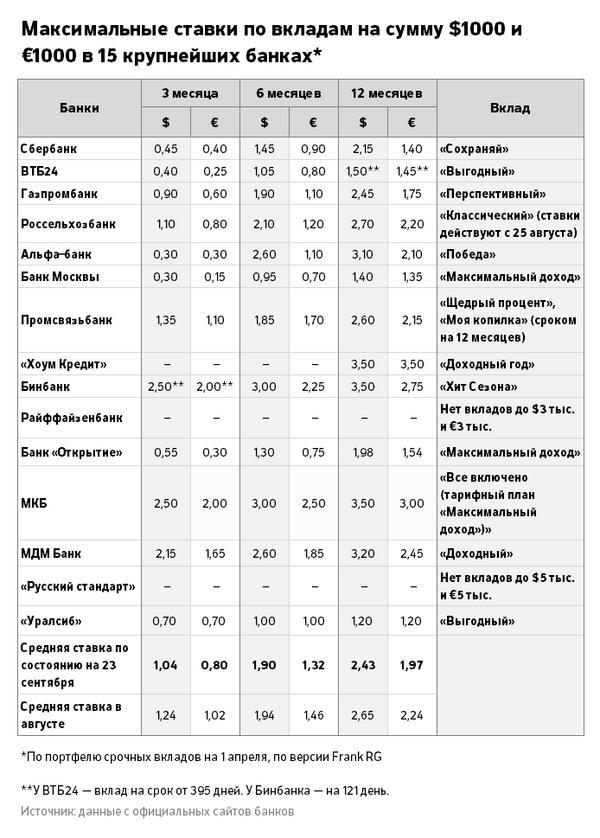 Максимальные ставки по вкладам на сумму $1000 и
€1000 в 15 крупнейших банках*
Банки 3 месяца 6 месяцев 12 месяцев Вклад
$ € $ € $ €
Сбербанк 0,45 0,40 1,45 0,90 2,15 1,40 «Сохраняй»
ВТБ24 0,40 0,25 1,05 0,80 1,50** 1,45** «Выгодный»
Газпромбанк 0,90 0,60 1,90 1,10 2,45 1,75 «Перспективный»
Россельхозбанк 1,10 0,80 2,10 1,20 2,70 2,20 «Классический» (ставки
действуют с 25 августа)
Альфа–банк 0,30 0,30 2,60 1,10 3,10 2,10 «Победа»
Банк Москвы 0,30 0,15 0,95 0,70 1,40 1,35 «Максимальный доход»
Промсвязьбанк 1,35 1,10 1,85 1,70 2,60 2,15 «Щедрый процент»,
«Моя копилка» (сроком
на 12 месяцев)
«Хоум Кредит» – – – – 3,50 3,50 «Доходный год»
Бинбанк 2,50** 2,00** 3,00 2,25 3,50 2,75 «Хит Сезона»
Райффайзенбанк – – – – – – Нет вкладов до $3 тыс.
и €3 тыс.
Банк «Открытие» 0,55 0,30 1,30 0,75 1,98 1,54 «Максимальный доход»
МКБ 2,50 2,00 3,00 2,50 3,50 3,00 «Все включено
(тарифный план
«Максимальный
доход»)»
МДМ Банк 2,15 1,65 2,60 1,85 3,20 2,45 «Доходный»
«Русский стандарт» – – – – – – Нет вкладов до $5 тыс.
и €5 тыс.
«Уралсиб» 0,70 0,70 1,00 1,00 1,20 1,20 «Выгодный»
Средняя ставка по
состоянию на 23
сентября 1,04 0,80 1,90 1,32 2,43 1,97
Средняя ставка в
августе 1,24 1,02 1,94 1,46 2,65 2,24
*По портфелю срочных вкладов на 1 апреля, по версии Frank RG
**У ВТБ24 — вклад на срок от 395 дней. У Бинбанка — на 121 день.
Источник: данные с официальных сайтов банков